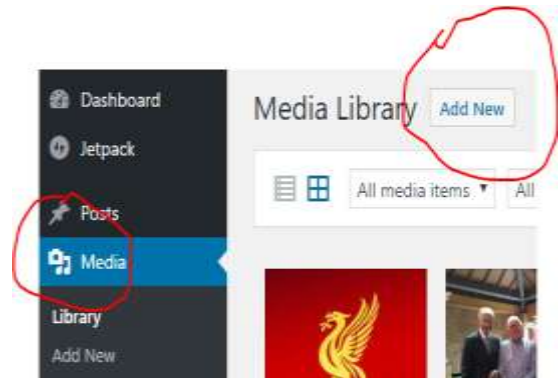 Dashboard
Jetpack
Posts
Media
Library
Add New
Media Library Add New
All media items All